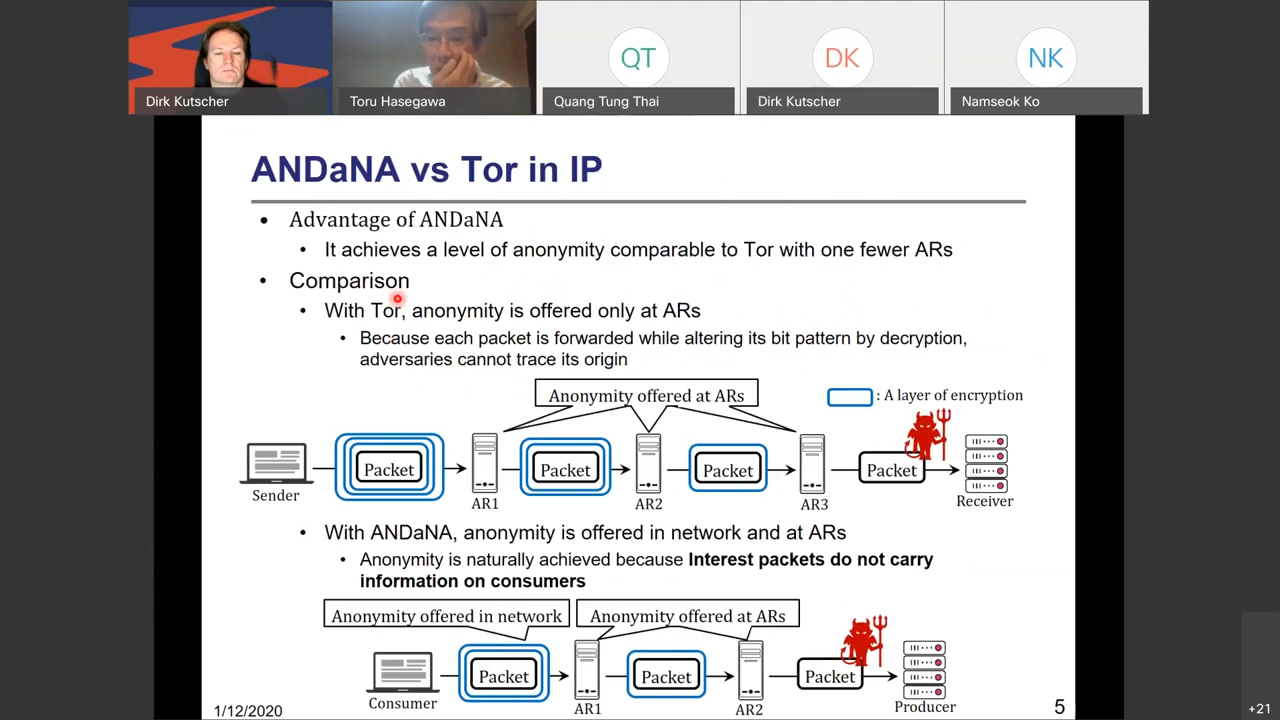 Dirk Kutscher
Toru Hasegawa
QT
Quang Tung Thai
DK
Dirk Kutscher
NK
Namseok Ko
ANDaNA vs Tor in IP
• Advantage of ANDaNA
• It achieves a level of anonymity comparable to Tor with one fewer ARs
• Comparison
• With Tor, anonymity is offered only at ARs
• Because each packet is forwarded while altering its bit pattern by decryption,
adversaries cannot trace its origin
Anonymity offered at ARs
: A layer of encryption
Packet
Packet
Packet
Packet
Sender
AR1
AR2
AR3
Receiver
• With ANDaNA, anonymity is offered in network and at ARs
• Anonymity is naturally achieved because Interest packets do not carry
information on consumers
Anonymity offered in network
Anonymity offered at ARs
Packet
Packet
Packet
Consumer
AR1
AR2
Producer
1/12/2020
5
+21